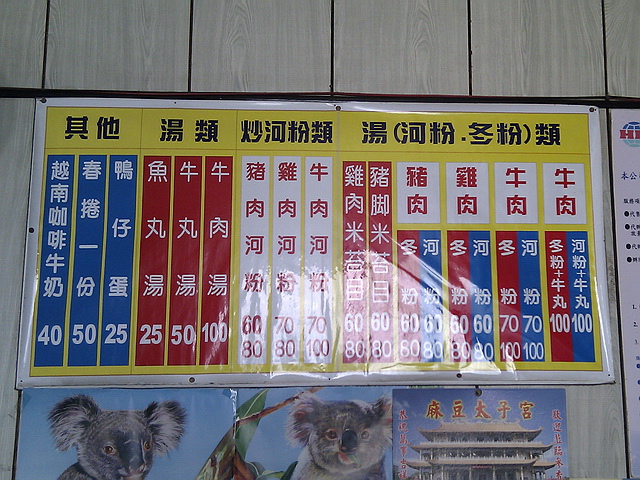 其他
湯類
炒河粉類
湯(河粉.冬粉)類
越南咖啡牛奶 40
春捲一份 50
鴨仔蛋 25
魚丸湯 25
牛丸湯 50
牛肉湯 100
豬肉河粉 60 80
雞肉河粉 70 80
牛肉河粉 70 100
雞肉米苔目 60 80
豬脚米苔目 60 80
豬肉
冬粉 60 60
河粉 80 80
雞肉
冬粉 60 80
河粉 60 80
牛肉
冬粉 70 100
河粉 70 100
牛肉
冬粉+牛丸 100
河粉+牛丸 100
麻豆太子宮
本公